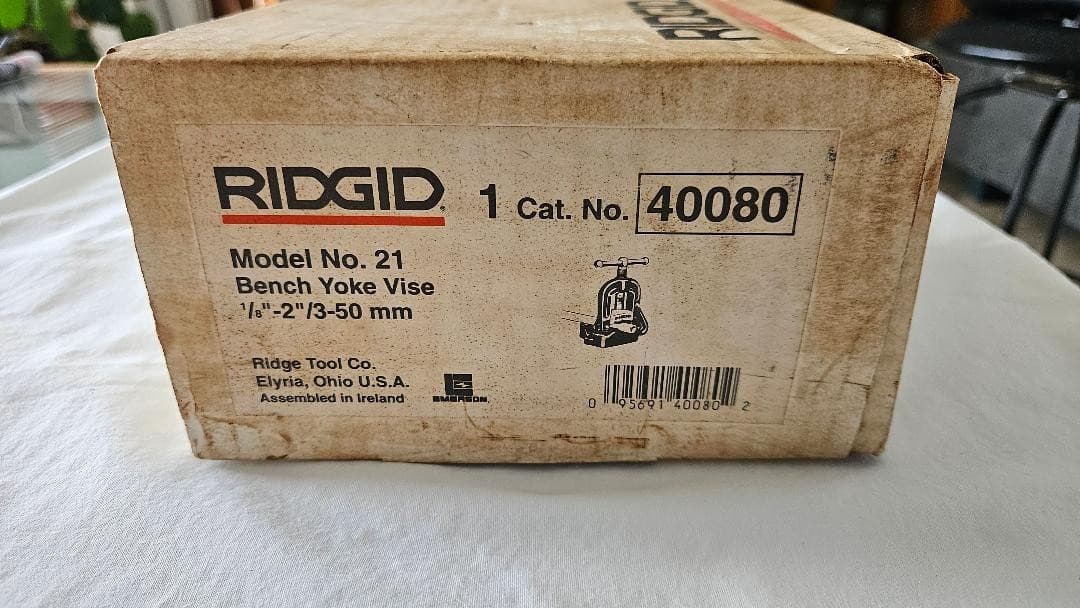 RIDGID
RIDGID
1 Cat. No. 40080
Model No. 21
Bench Yoke Vise
1/8"-2"/3-50 mm
Ridge Tool Co.
Elyria, Ohio U.S.A.
Assembled in Ireland
EMERSON
0 95691 40080 2